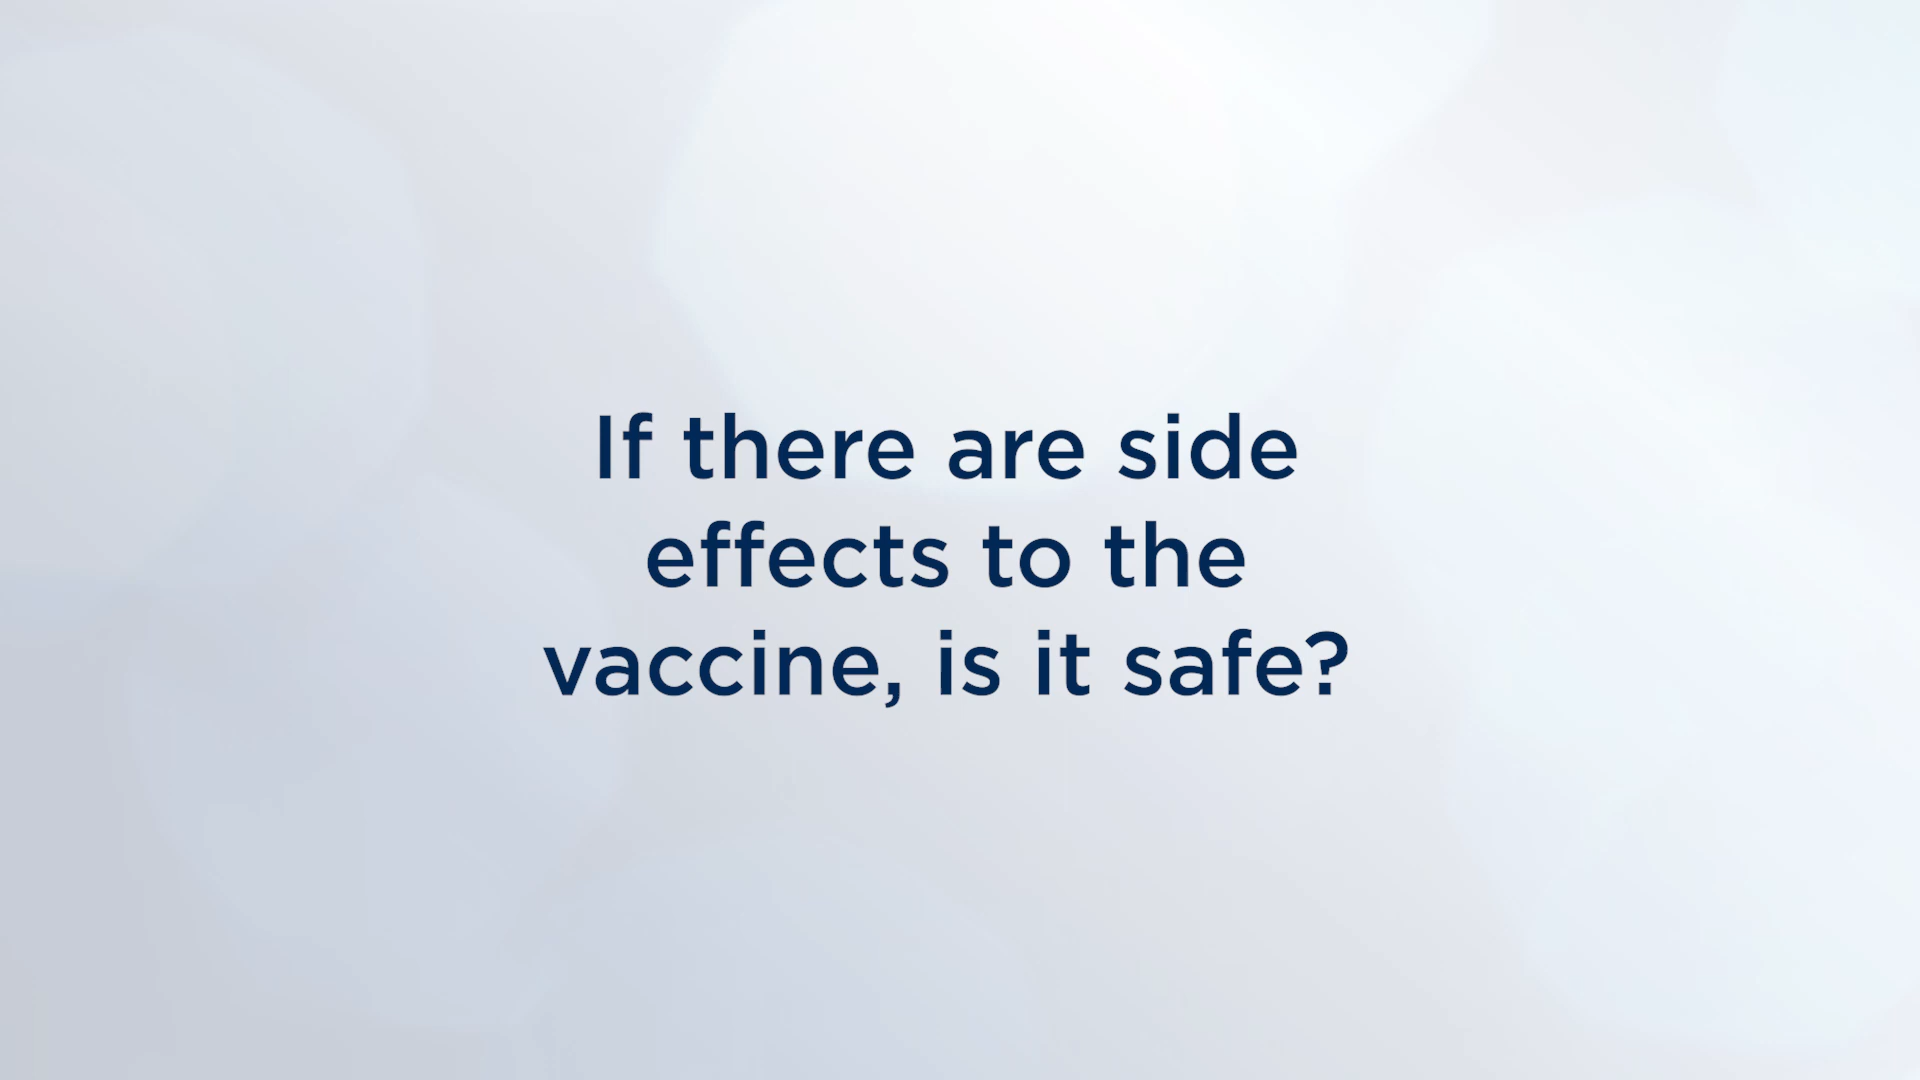 If there are side
effects to the
vaccine, is it safe?